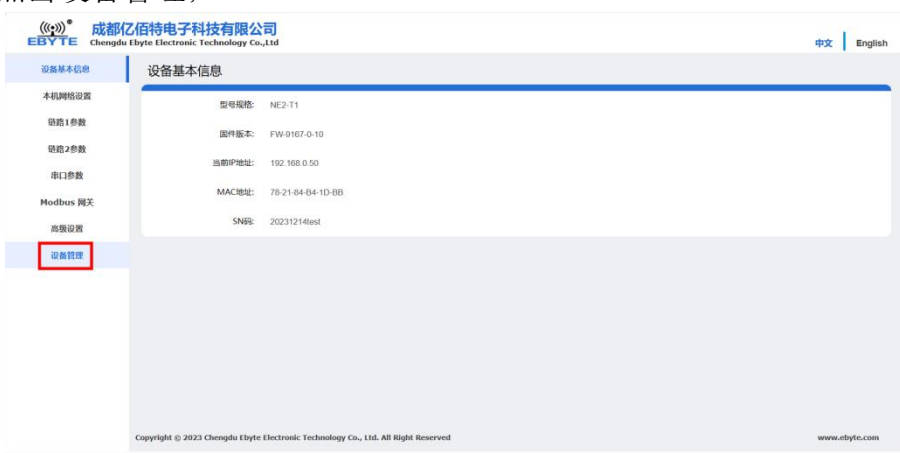 点击设备管理，
EBYTE ® 成都亿佰特电子科技有限公司
Chengdu Ebyte Electronic Technology Co.,Ltd
中文 English
设备基本信息
本机网络设置
链路1参数
链路2参数
串口参数
Modbus 网关
高级设置
设备管理
设备基本信息
型号规格: NE2-T1
固件版本: FW-9167-0-10
当前IP地址: 192.168.0.50
MAC地址: 78-21-84-B4-1D-BB
SN码: 20231214test
Copyright © 2023 Chengdu Ebyte Electronic Technology Co., Ltd. All Right Reserved
www.ebyte.com